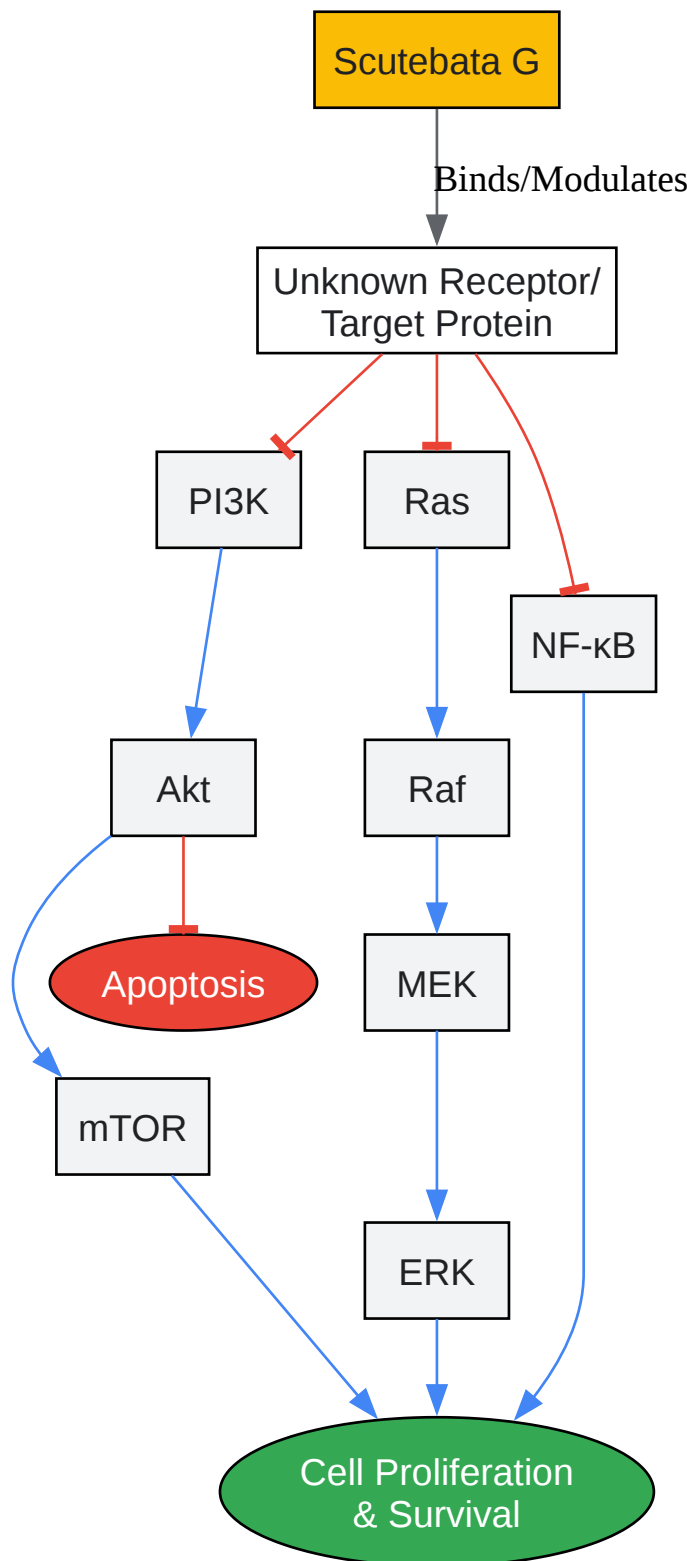 Scutebata G
Binds/Modulates
Unknown Receptor/
Target Protein
PI3K
Ras
NF-κB
Akt
Raf
Apoptosis
MEK
mTOR
ERK
Cell Proliferation
& Survival